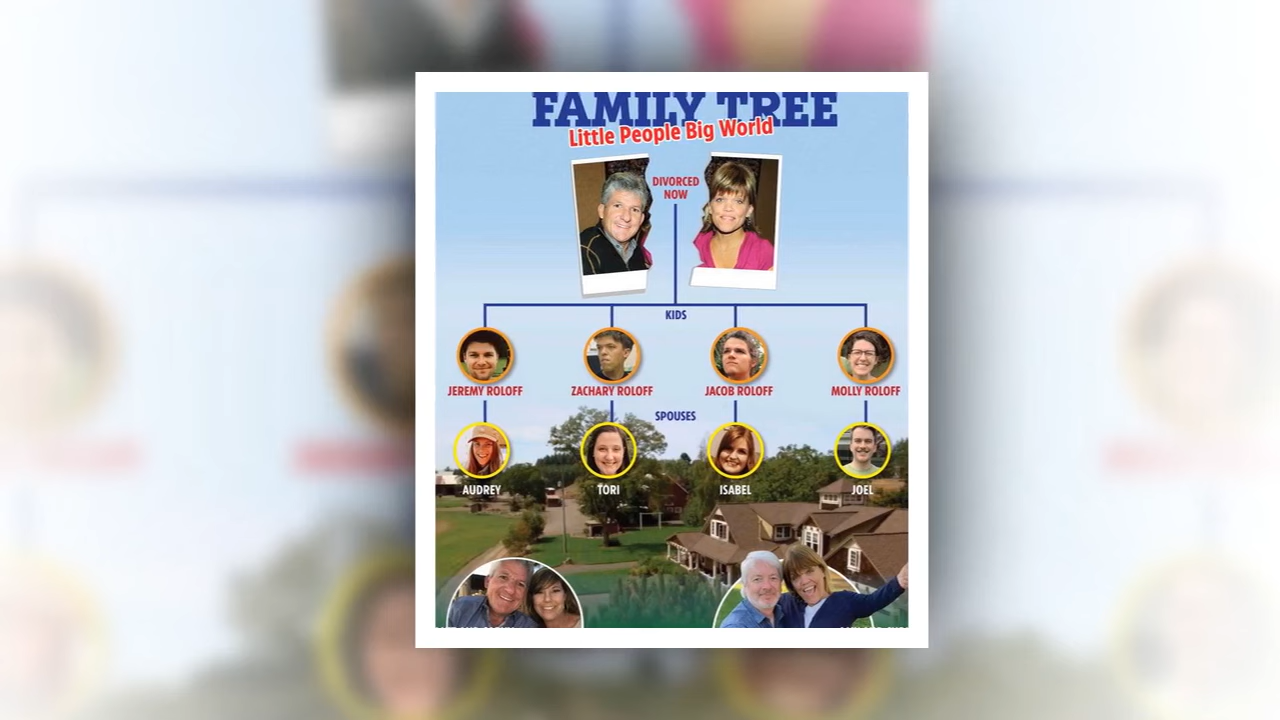 FAMILY TREE
Little People Big World
DIVORCED
NOW
KIDS
JEREMY ROLOFF
ZACHARY ROLOFF
JACOB ROLOFF
MOLLY ROLOFF
SPOUSES
AUDREY
TORI
ISABEL
JOEL